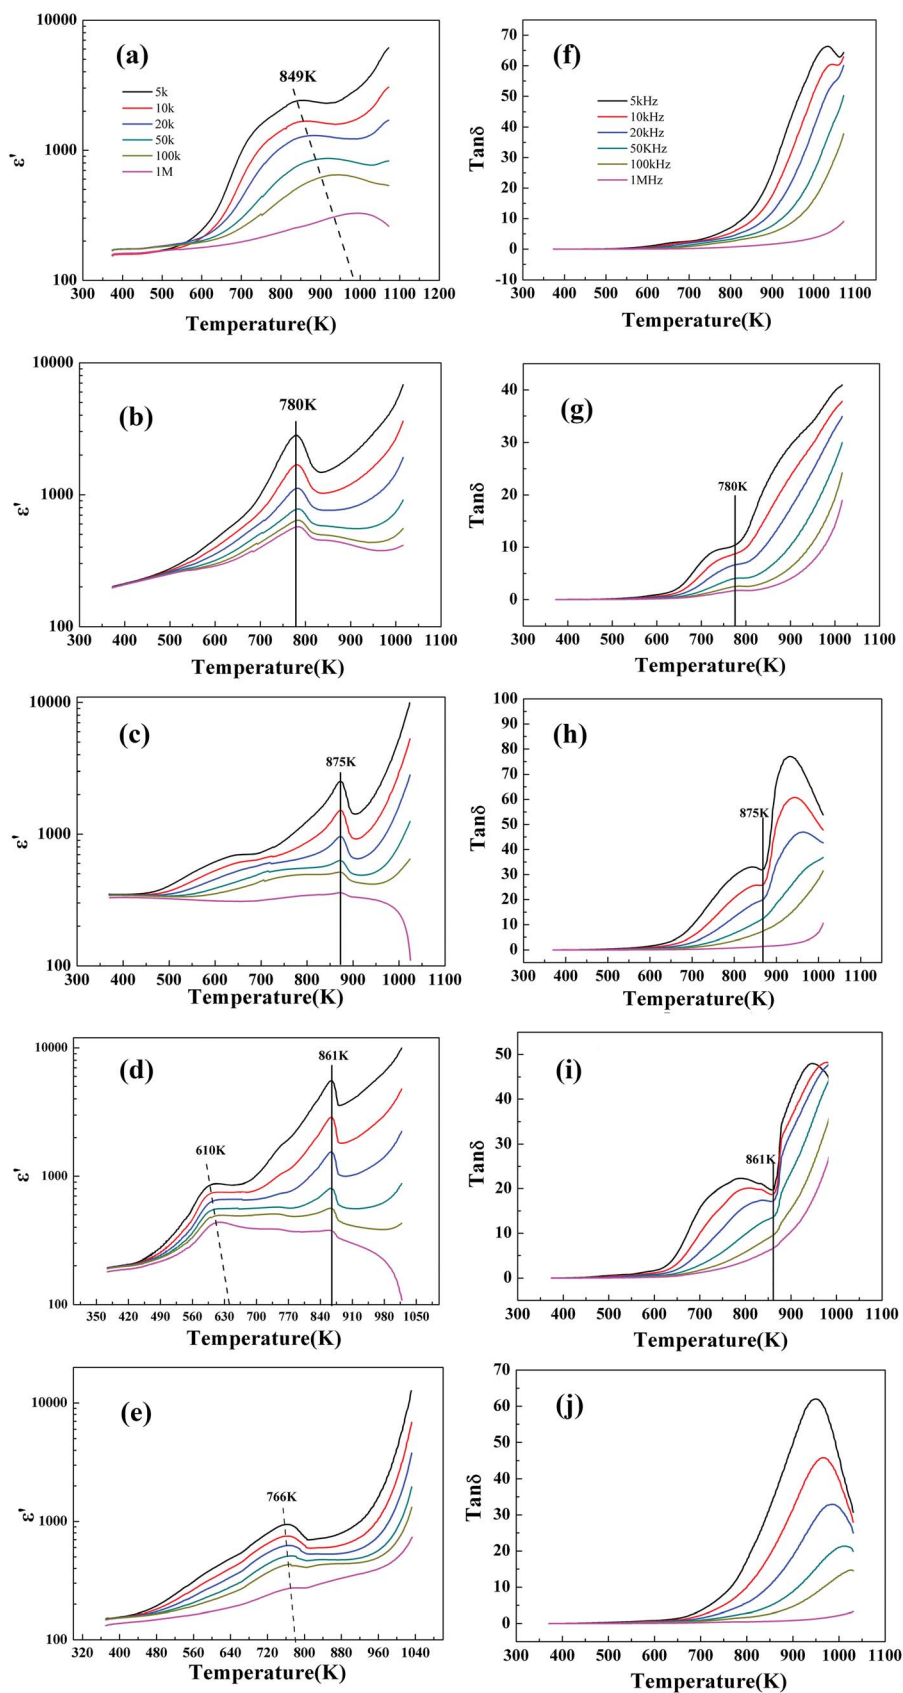 (a)
849K
5k
10k
20k
50k
100k
1M
10000
1000
100
ε'
300 400 500 600 700 800 900 1000 1100 1200
Temperature(K)
(f)
5kHz
10kHz
20kHz
50KHz
100kHz
1MHz
70
60
50
40
30
20
10
0
-10
Tanδ
300 500 700 900 1100
Temperature(K)
(b)
780K
10000
1000
100
ε'
300 400 500 600 700 800 900 1000 1100
Temperature(K)
(g)
780K
40
30
20
10
0
Tanδ
300 400 500 600 700 800 900 1000 1100
Temperature(K)
(c)
875K
10000
1000
100
ε'
300 400 500 600 700 800 900 1000 1100
Temperature(K)
(h)
875K
100
90
80
70
60
50
40
30
20
10
0
Tanδ
300 400 500 600 700 800 900 1000 1100
Temperature(K)
(d)
861K
610K
10000
1000
100
ε'
350 420 490 560 630 700 770 840 910 980 1050
Temperature(K)
(i)
861K
50
40
30
20
10
0
Tanδ
300 400 500 600 700 800 900 1000 1100
Temperature(K)
(e)
766K
10000
1000
100
ε'
320 400 480 560 640 720 800 880 960 1040
Temperature(K)
(j)
70
60
50
40
30
20
10
0
Tanδ
300 400 500 600 700 800 900 1000 1100
Temperature(K)